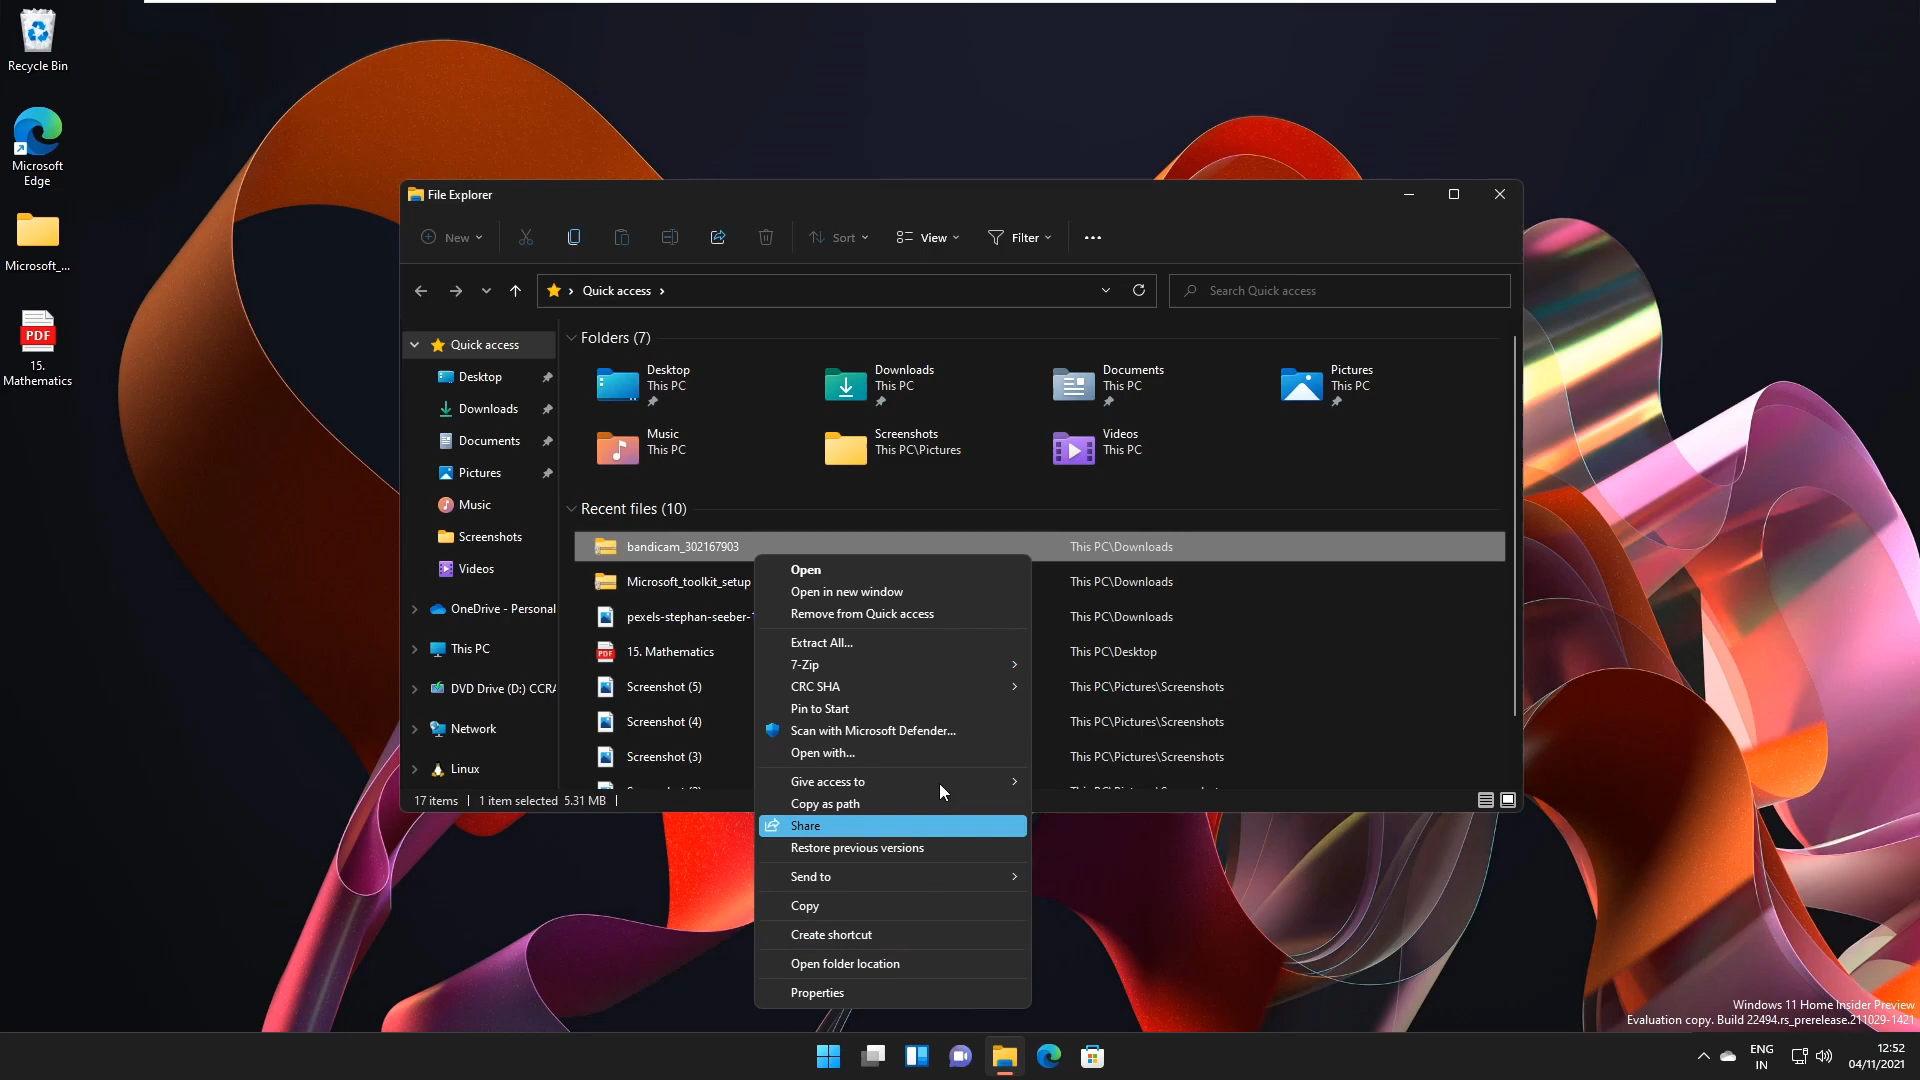 Recycle Bin
Microsoft
Edge
Microsoft_...
PDF
15.
Mathematics
File Explorer
New
Sort
View
Filter
Quick access
Search Quick access
Quick access
Desktop
Downloads
Documents
Pictures
Music
Screenshots
Videos
OneDrive - Personal
This PC
DVD Drive (D:) CCRA
Network
Linux
Folders (7)
Desktop
This PC
Downloads
This PC
Documents
This PC
Pictures
This PC
Music
This PC
Screenshots
This PC\Pictures
Videos
This PC
Recent files (10)
bandicam_302167903
This PC\Downloads
Microsoft_toolkit_setup
This PC\Downloads
pexels-stephan-seeber-
This PC\Downloads
PDF
15. Mathematics
This PC\Desktop
Screenshot (5)
This PC\Pictures\Screenshots
Screenshot (4)
This PC\Pictures\Screenshots
Screenshot (3)
This PC\Pictures\Screenshots
17 items
1 item selected 5.31 MB
Open
Open in new window
Remove from Quick access
Extract All...
7-Zip
CRC SHA
Pin to Start
Scan with Microsoft Defender...
Open with...
Give access to
Copy as path
Share
Restore previous versions
Send to
Copy
Create shortcut
Open folder location
Properties
Windows 11 Home Insider Preview
Evaluation copy. Build 22494.rs_prerelease.211029-1421
ENG
IN
12:52
04/11/2021